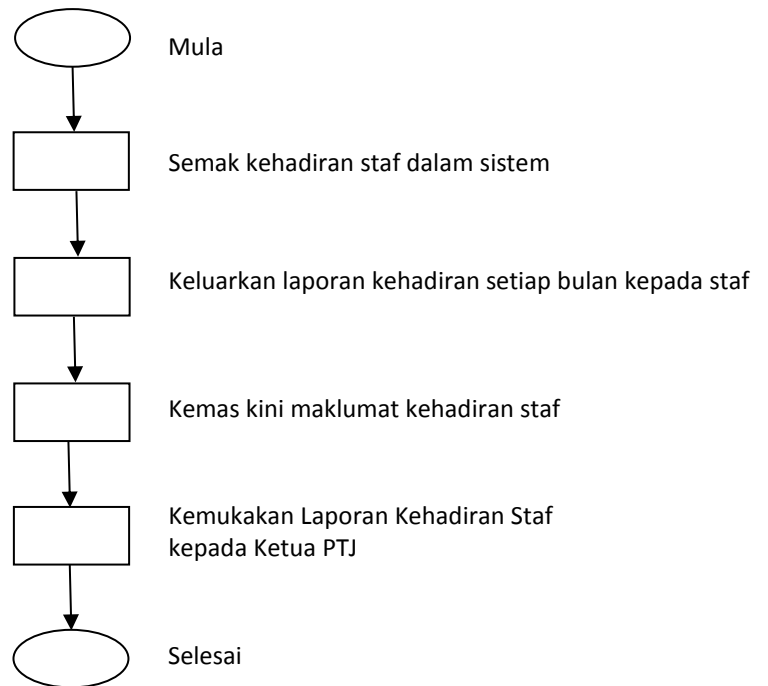 Mula
Semak kehadiran staf dalam sistem
Keluarkan laporan kehadiran setiap bulan kepada staf
Kemas kini maklumat kehadiran staf
Kemukakan Laporan Kehadiran Staf
kepada Ketua PTJ
Selesai